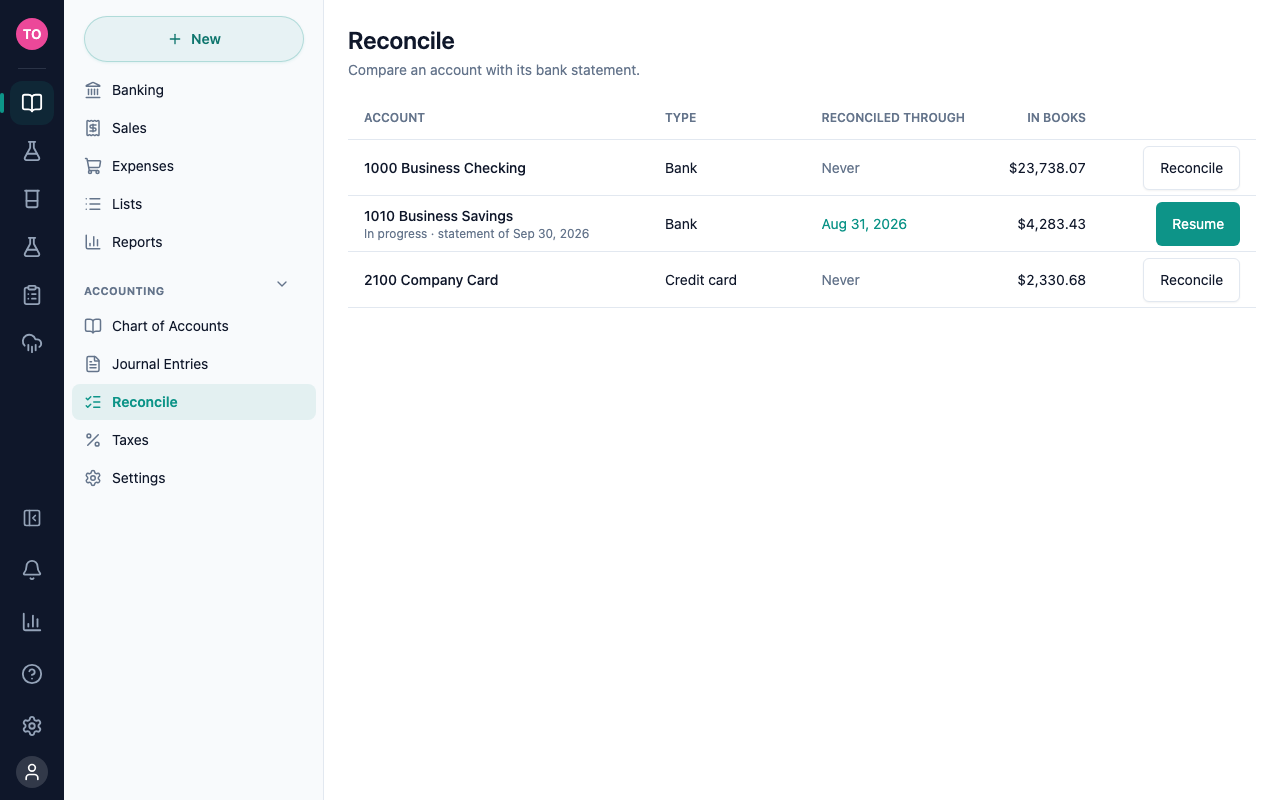 TO
New
Banking
Sales
Expenses
Lists
Reports
ACCOUNTING
Chart of Accounts
Journal Entries
Reconcile
Taxes
Settings
Reconcile
Compare an account with its bank statement.
ACCOUNT TYPE RECONCILED THROUGH IN BOOKS
1000 Business Checking Bank Never $23,738.07 Reconcile
1010 Business Savings Bank Aug 31, 2026 $4,283.43 Resume
In progress · statement of Sep 30, 2026
2100 Company Card Credit card Never $2,330.68 Reconcile